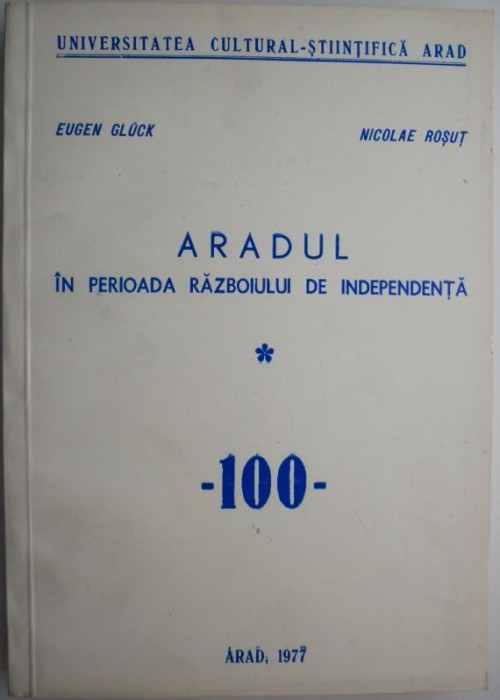 UNIVERSITATEA CULTURAL-ȘTIINȚIFICĂ ARAD
EUGEN GLÜCK
NICOLAE ROȘUȚ
ARADUL
ÎN PERIOADA RĂZBOIULUI DE INDEPENDENȚĂ
*
-100-
ARAD, 1977